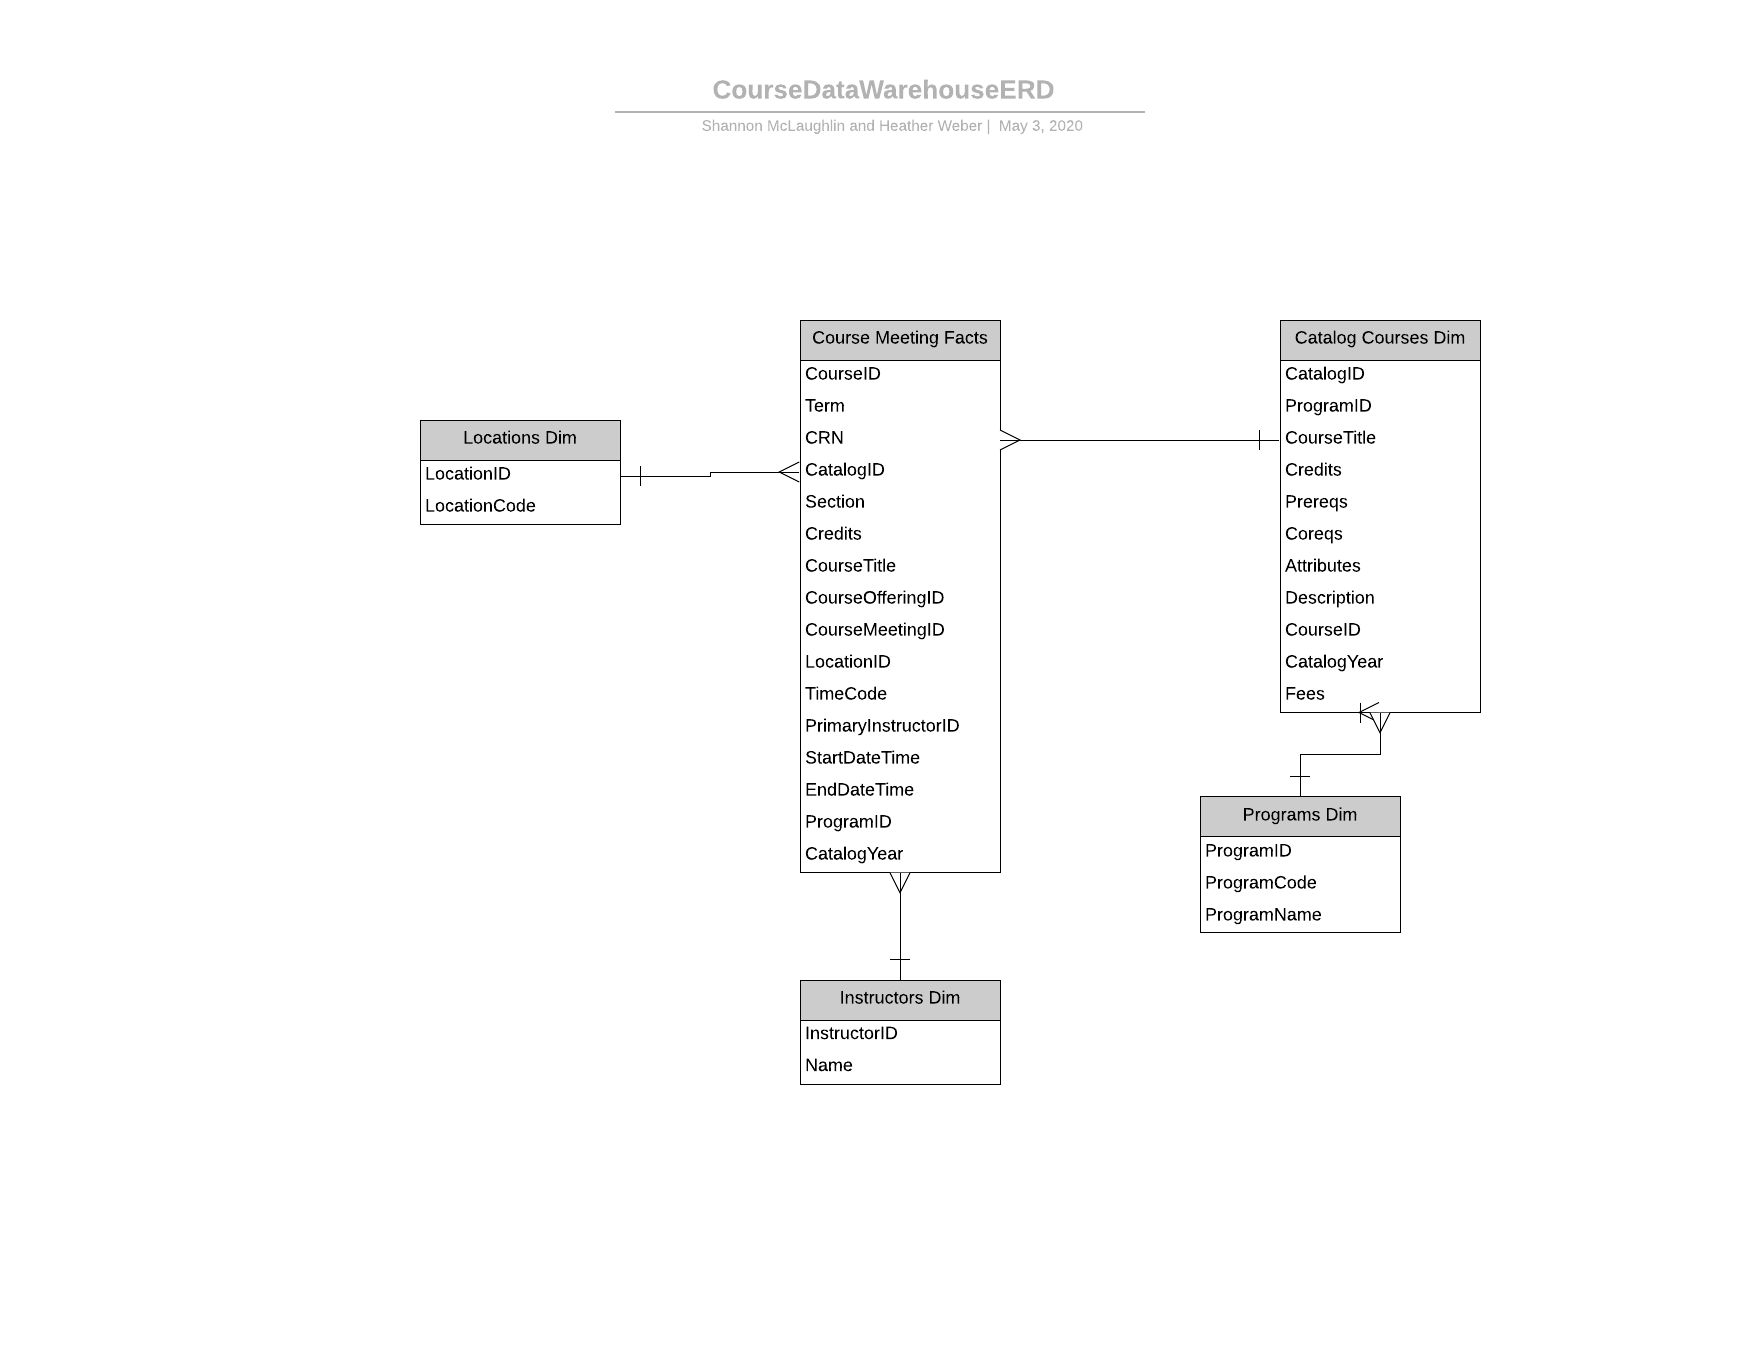 CourseDataWarehouseERD
Shannon McLaughlin and Heather Weber | May 3, 2020
Locations Dim
LocationID
LocationCode
Course Meeting Facts
CourseID
Term
CRN
CatalogID
Section
Credits
CourseTitle
CourseOfferingID
CourseMeetingID
LocationID
TimeCode
PrimaryInstructorID
StartDateTime
EndDateTime
ProgramID
CatalogYear
Catalog Courses Dim
CatalogID
ProgramID
CourseTitle
Credits
Prereqs
Coreqs
Attributes
Description
CourseID
CatalogYear
Fees
Programs Dim
ProgramID
ProgramCode
ProgramName
Instructors Dim
InstructorID
Name